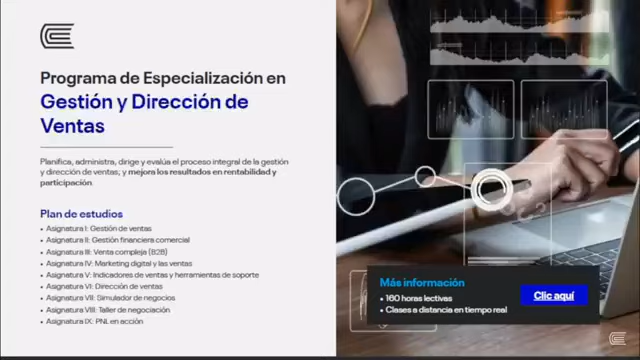 Programa de Especialización en
Gestión y Dirección de
Ventas
Planifica, administra, dirige y evalúa el proceso integral de la gestión
y dirección de ventas, y mejora los resultados en rentabilidad y
participación.
Plan de estudios
• Asignatura I: Gestión de ventas
• Asignatura II: Gestión financiera comercial
• Asignatura III: Venta compleja (B2B)
• Asignatura IV: Marketing digital y las ventas
• Asignatura V: Indicadores de ventas y herramientas de soporte
• Asignatura VI: Dirección de ventas
• Asignatura VII: Simulador de negocios
• Asignatura VIII: Taller de negociación
• Asignatura IX: PNL en acción
Más información
• 160 horas lectivas
• Clases a distancia en tiempo real
Clic aquí